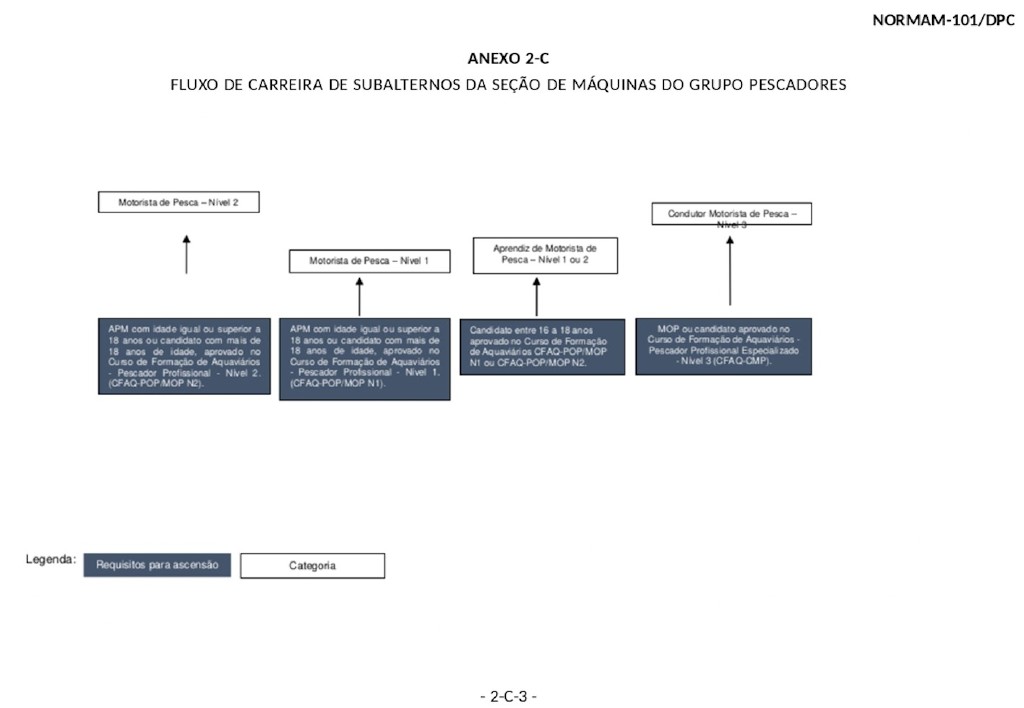 NORMAM-101/DPC
ANEXO 2-C
FLUXO DE CARREIRA DE SUBALTERNOS DA SEÇÃO DE MÁQUINAS DO GRUPO PESCADORES
Motorista de Pesca – Nível 2
Motorista de Pesca – Nível 1
Aprendiz de Motorista de
Pesca – Nível 1 ou 2
Condutor Motorista de Pesca –
Nível 3
APM com idade igual ou superior a
18 anos ou candidato com mais de
18 anos de idade, aprovado no
Curso de Formação de Aquaviários
- Pescador Profissional - Nível 2.
(CFAQ-POP/MOP N2).
APM com idade igual ou superior a
18 anos ou candidato com mais de
18 anos de idade, aprovado no
Curso de Formação de Aquaviários
- Pescador Profissional - Nível 1.
(CFAQ-POP/MOP N1).
Candidato entre 16 a 18 anos
aprovado no Curso de Formação
de Aquaviários CFAQ-POP/MOP
N1 ou CFAQ-POP/MOP N2.
MOP ou candidato aprovado no
Curso de Formação de Aquaviários -
Pescador Profissional Especializado
- Nível 3 (CFAQ-CMP).
Legenda:
Requisitos para ascensão
Categoria
- 2-C-3 -